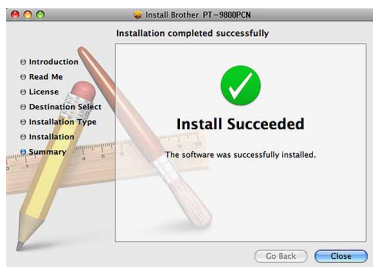 Install Brother PT-9800PCN
Installation completed successfully
Introduction
Read Me
License
Destination Select
Installation Type
Installation
Summary
Install Succeeded
The software was successfully installed.
Go Back
Close